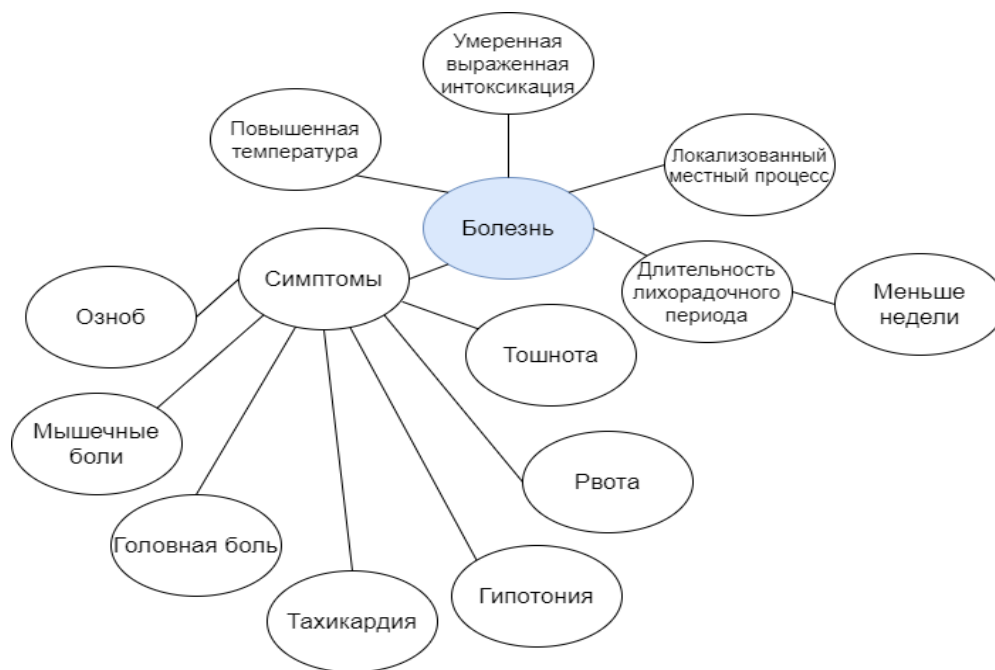 Умеренная
выраженная
интоксикация
Повышенная
температура
Локализованный
местный процесс
Болезнь
Симптомы
Длительность
лихорадочного
периода
Меньше
недели
Озноб
Тошнота
Мышечные
боли
Рвота
Головная боль
Гипотония
Тахикардия